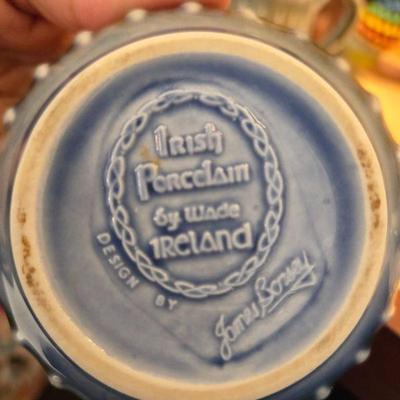 Irish
Porcelain
by Wade
IRELAND
DESIGN BY
James Borsey